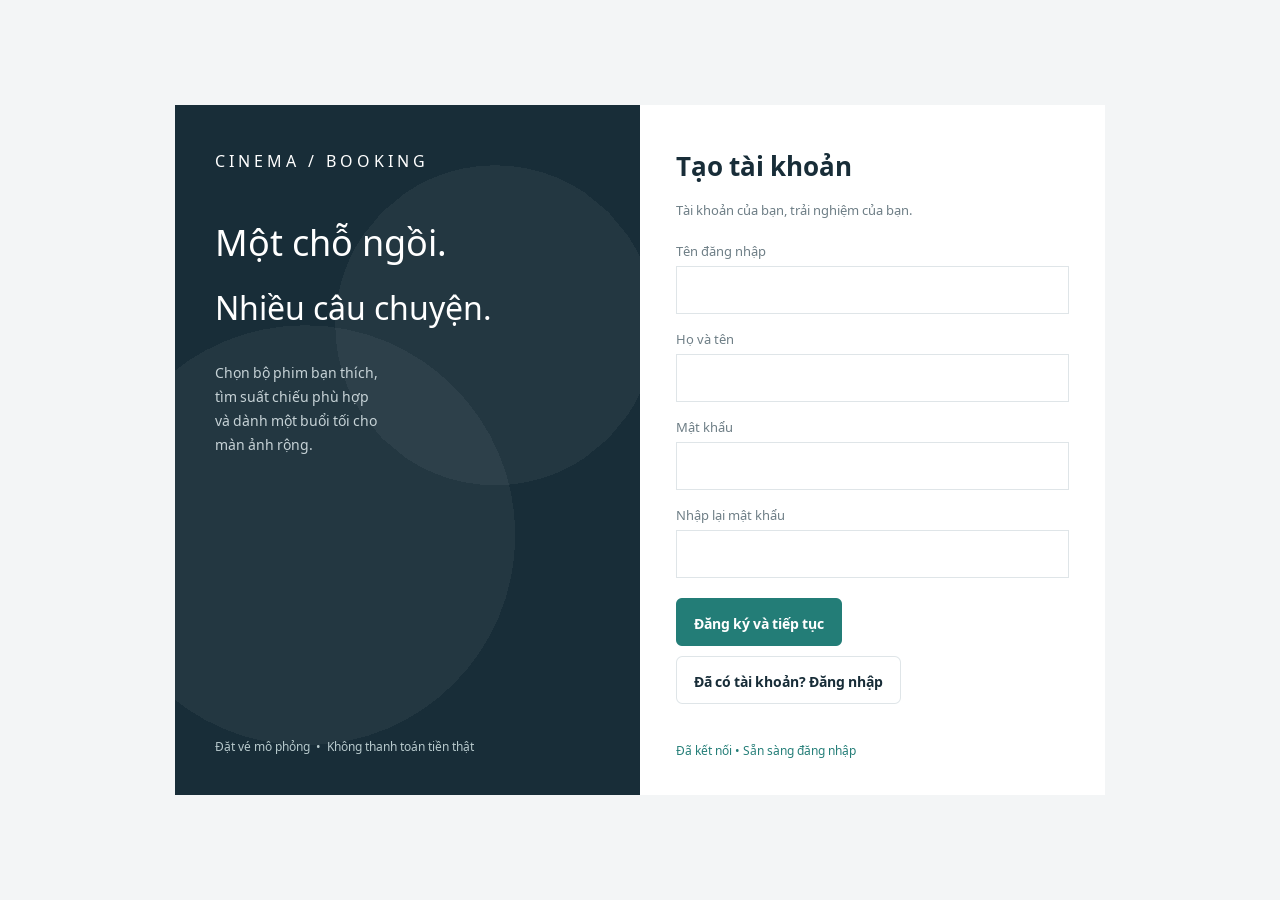 CINEMA / BOOKING
Một chỗ ngồi.
Nhiều câu chuyện.
Chọn bộ phim bạn thích,
tìm suất chiếu phù hợp
và dành một buổi tối cho
màn ảnh rộng.
Đặt vé mô phỏng • Không thanh toán tiền thật
Tạo tài khoản
Tài khoản của bạn, trải nghiệm của bạn.
Tên đăng nhập
Họ và tên
Mật khẩu
Nhập lại mật khẩu
Đăng ký và tiếp tục
Đã có tài khoản? Đăng nhập
Đã kết nối • Sẵn sàng đăng nhập